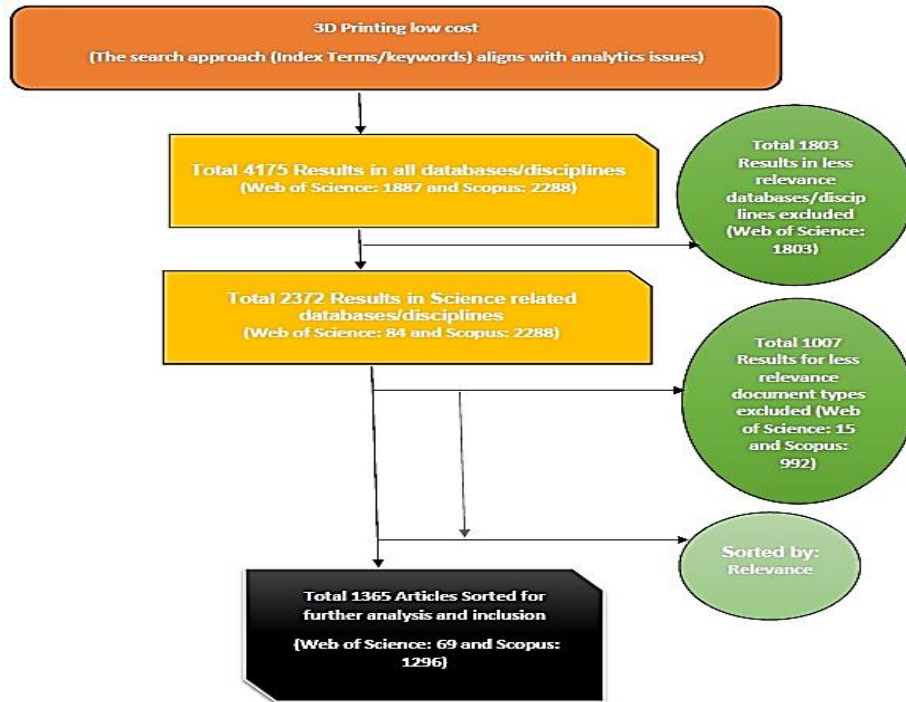 3D Printing low cost
(The search approach (Index Terms/keywords) aligns with analytics issues)
Total 4175 Results in all databases/disciplines
(Web of Science: 1887 and Scopus: 2288)
Total 1803
Results in less
relevance
databases/discip
lines excluded
(Web of Science:
1803)
Total 2372 Results in Science related
databases/disciplines
(Web of Science: 84 and Scopus: 2288)
Total 1007
Results for less
relevance
document types
excluded (Web
of Science: 15
and Scopus:
992)
Sorted by:
Relevance
Total 1365 Articles Sorted for
further analysis and inclusion
(Web of Science: 69 and Scopus:
1296)